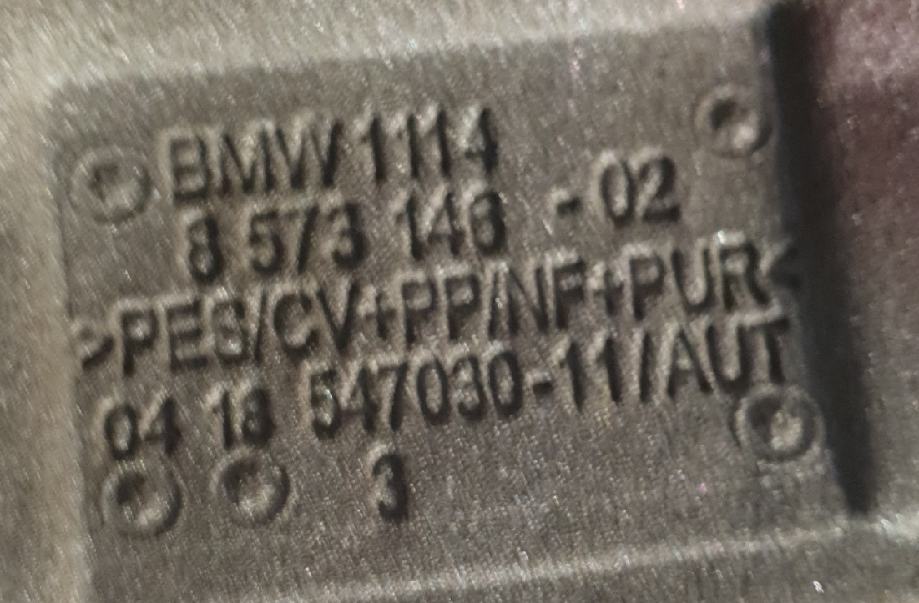 BMW 1114
8 573 146 -02
>PES/CV+PP/NF+PUR<
04 18 547030-11/AUT
3